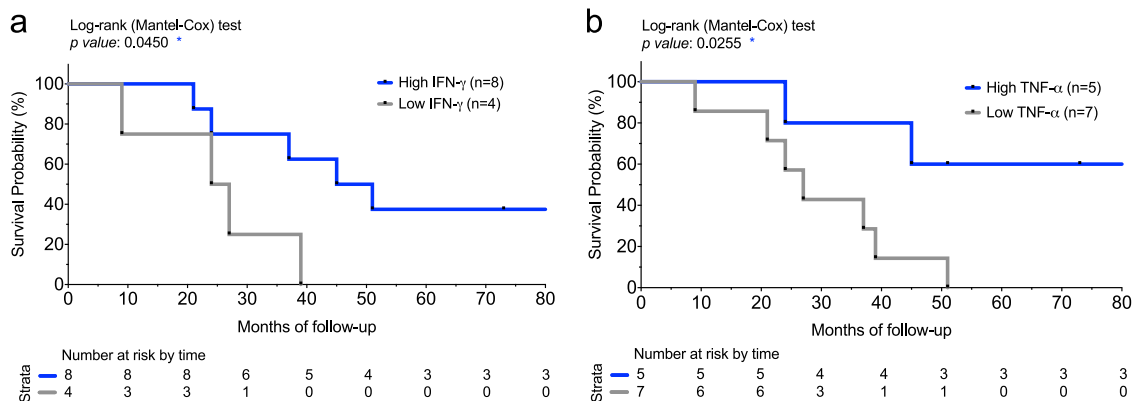 a
Log-rank (Mantel-Cox) test
p value: 0.0450 *
High IFN-γ (n=8)
Low IFN-γ (n=4)
Survival Probability (%)
100
80
60
40
20
0
0 10 20 30 40 50 60 70 80
Months of follow-up
Number at risk by time
Strata
8 8 8 6 5 4 3 3 3
4 3 3 1 0 0 0 0 0
b
Log-rank (Mantel-Cox) test
p value: 0.0255 *
High TNF-α (n=5)
Low TNF-α (n=7)
Survival Probability (%)
100
80
60
40
20
0
0 10 20 30 40 50 60 70 80
Months of follow-up
Number at risk by time
Strata
5 5 5 4 4 3 3 3 3
7 6 6 3 1 1 0 0 0